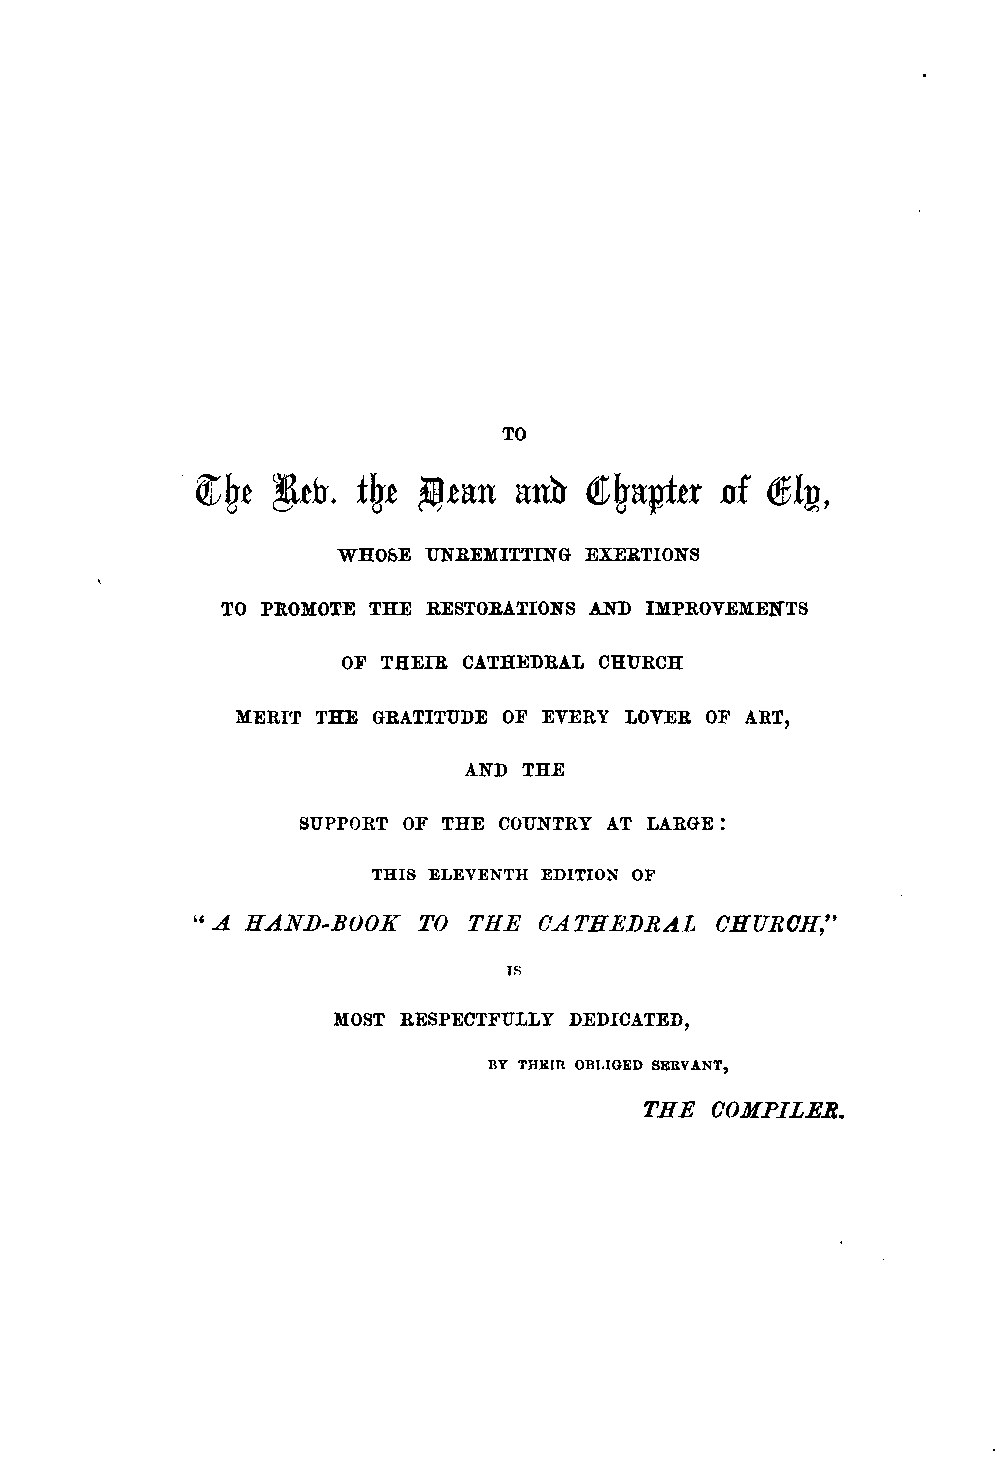 TO
The Rev. the Dean and Chapter of Ely,
WHOSE UNREMITTING EXERTIONS
TO PROMOTE THE RESTORATIONS AND IMPROVEMENTS
OF THEIR CATHEDRAL CHURCH
MERIT THE GRATITUDE OF EVERY LOVER OF ART,
AND THE
SUPPORT OF THE COUNTRY AT LARGE:
THIS ELEVENTH EDITION OF
"A HAND-BOOK TO THE CATHEDRAL CHURCH,"
IS
MOST RESPECTFULLY DEDICATED,
BY THEIR OBLIGED SERVANT,
THE COMPILER.